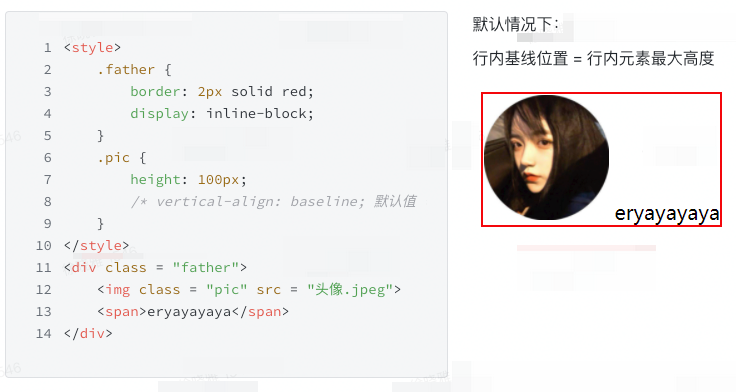 1 <style>
2     .father {
3         border: 2px solid red;
4         display: inline-block;
5     }
6     .pic {
7         height: 100px;
8         /* vertical-align: baseline; 默认值
9     }
10 </style>
11 <div class = "father">
12     <img class = "pic" src = "头像.jpeg">
13     <span>eryayayaya</span>
14 </div>
默认情况下：
行内基线位置 = 行内元素最大高度
eryayayaya